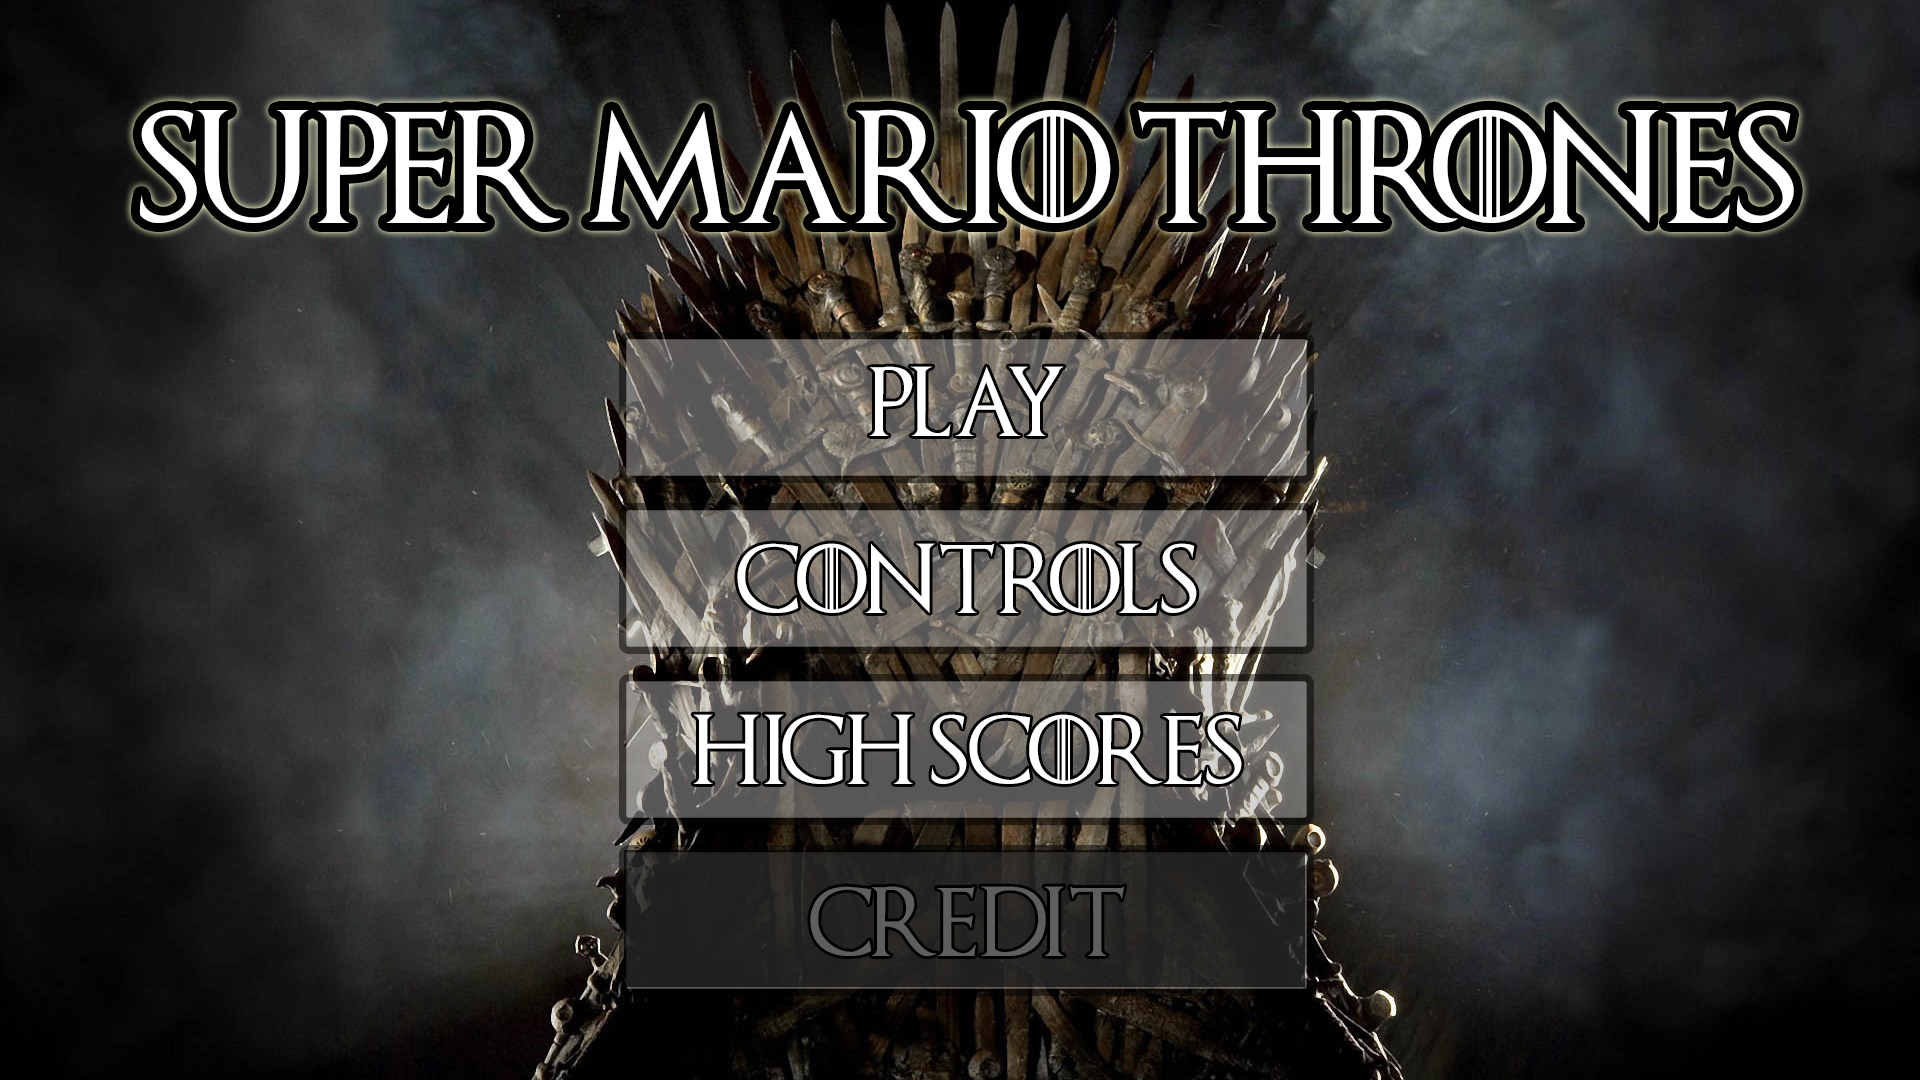 SUPER MARIO THRONES
PLAY
CONTROLS
HIGH SCORES
CREDIT